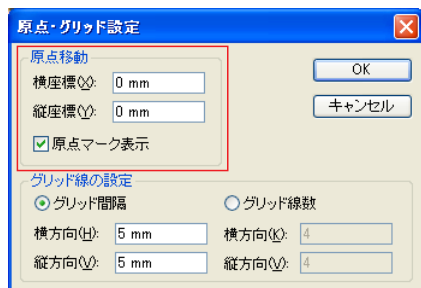 原点・グリッド設定
原点移動
OK
横座標(X): 0 mm
キャンセル
縦座標(Y): 0 mm
原点マーク表示
グリッド線の設定
グリッド間隔 グリッド線数
横方向(H): 5 mm 横方向(K): 4
縦方向(V): 5 mm 縦方向(Z): 4